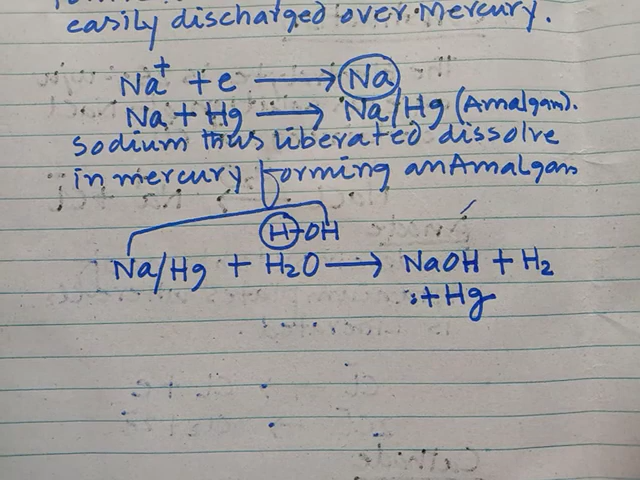 easily discharged over Mercury.
Na+ + e ⟶ Na
Na + Hg ⟶ Na/Hg (Amalgam).
sodium thus liberated dissolve
in mercury forming an Amalgam
H-OH
Na/Hg + H2O ⟶ NaOH + H2
+ Hg